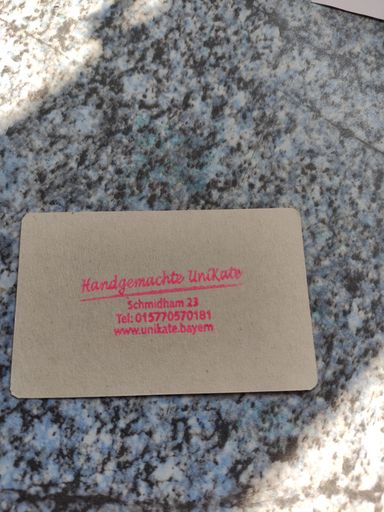 Handgemachte UniKate
Schmidham 23
Tel: 015770570181
www.unikate.bayern